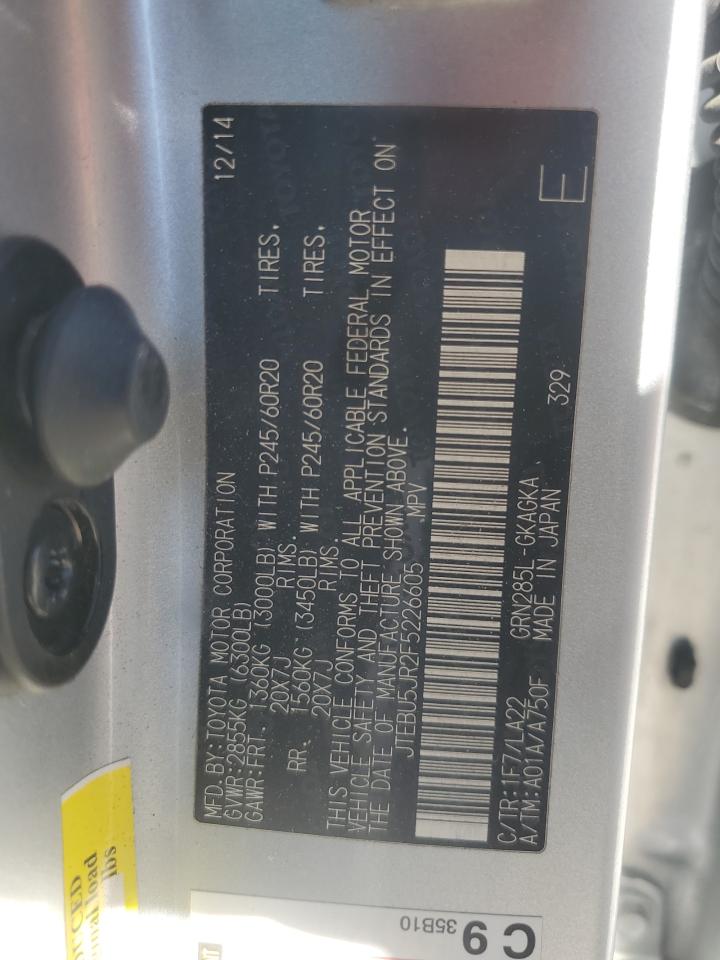 MFD.BY:TOYOTA MOTOR CORPORATION 12/14
GVWR:2855KG (6300LB)
GAWR:FRT. 1360KG (3000LB) WITH P245/60R20 TIRES,
20X7J RIMS.
RR. 1560KG (3450LB) WITH P245/60R20 TIRES,
20X7J RIMS
THIS VEHICLE CONFORMS TO ALL APPLICABLE FEDERAL MOTOR
VEHICLE SAFETY AND THEFT PREVENTION STANDARDS IN EFFECT ON
THE DATE OF MANUFACTURE SHOWN ABOVE.
JTEBU5JR2F5226605 MPV
C/TR:1F7/LA22 GRN285L-GKAGKA
A/TM:A01A/A750F MADE IN JAPAN 329
E
C 9
35B10
load
lbs